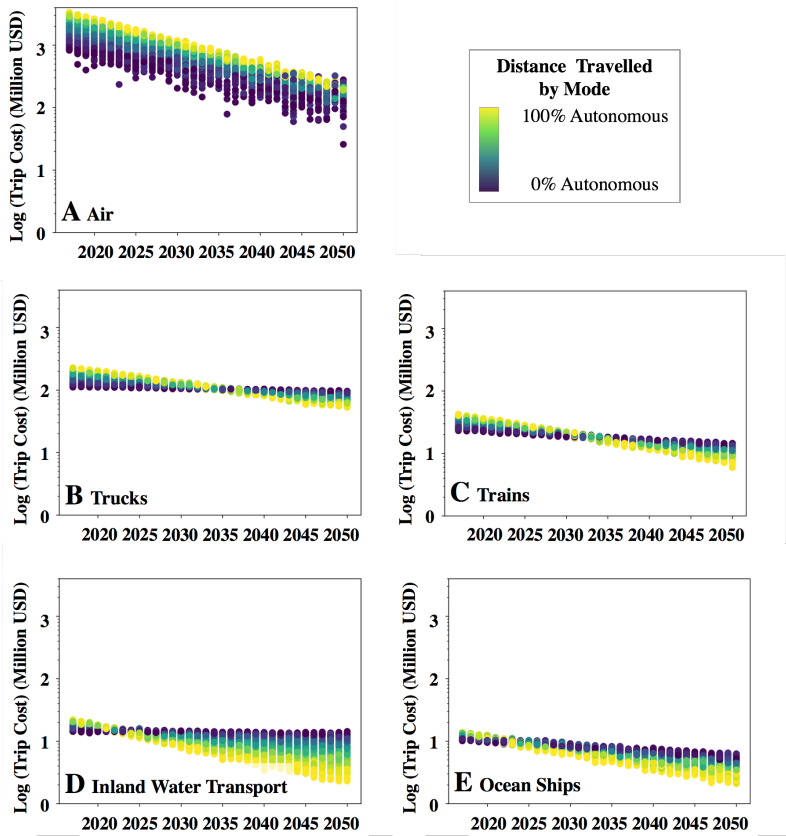 Log (Trip Cost) (Million USD)
3
2
1
0
A Air
2020 2025 2030 2035 2040 2045 2050
Distance Travelled
by Mode
100% Autonomous
0% Autonomous
Log (Trip Cost) (Million USD)
3
2
1
0
B Trucks
2020 2025 2030 2035 2040 2045 2050
Log (Trip Cost) (Million USD)
3
2
1
0
C Trains
2020 2025 2030 2035 2040 2045 2050
Log (Trip Cost) (Million USD)
3
2
1
0
D Inland Water Transport
2020 2025 2030 2035 2040 2045 2050
Log (Trip Cost) (Million USD)
3
2
1
0
E Ocean Ships
2020 2025 2030 2035 2040 2045 2050